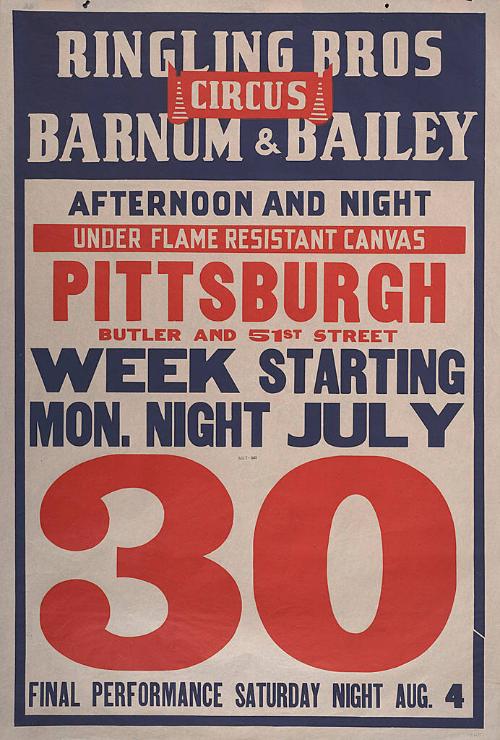 RINGLING BROS
CIRCUS
BARNUM & BAILEY
AFTERNOON AND NIGHT
UNDER FLAME RESISTANT CANVAS
PITTSBURGH
BUTLER AND 51ST STREET
WEEK STARTING
MON. NIGHT JULY
30
FINAL PERFORMANCE SATURDAY NIGHT AUG. 4